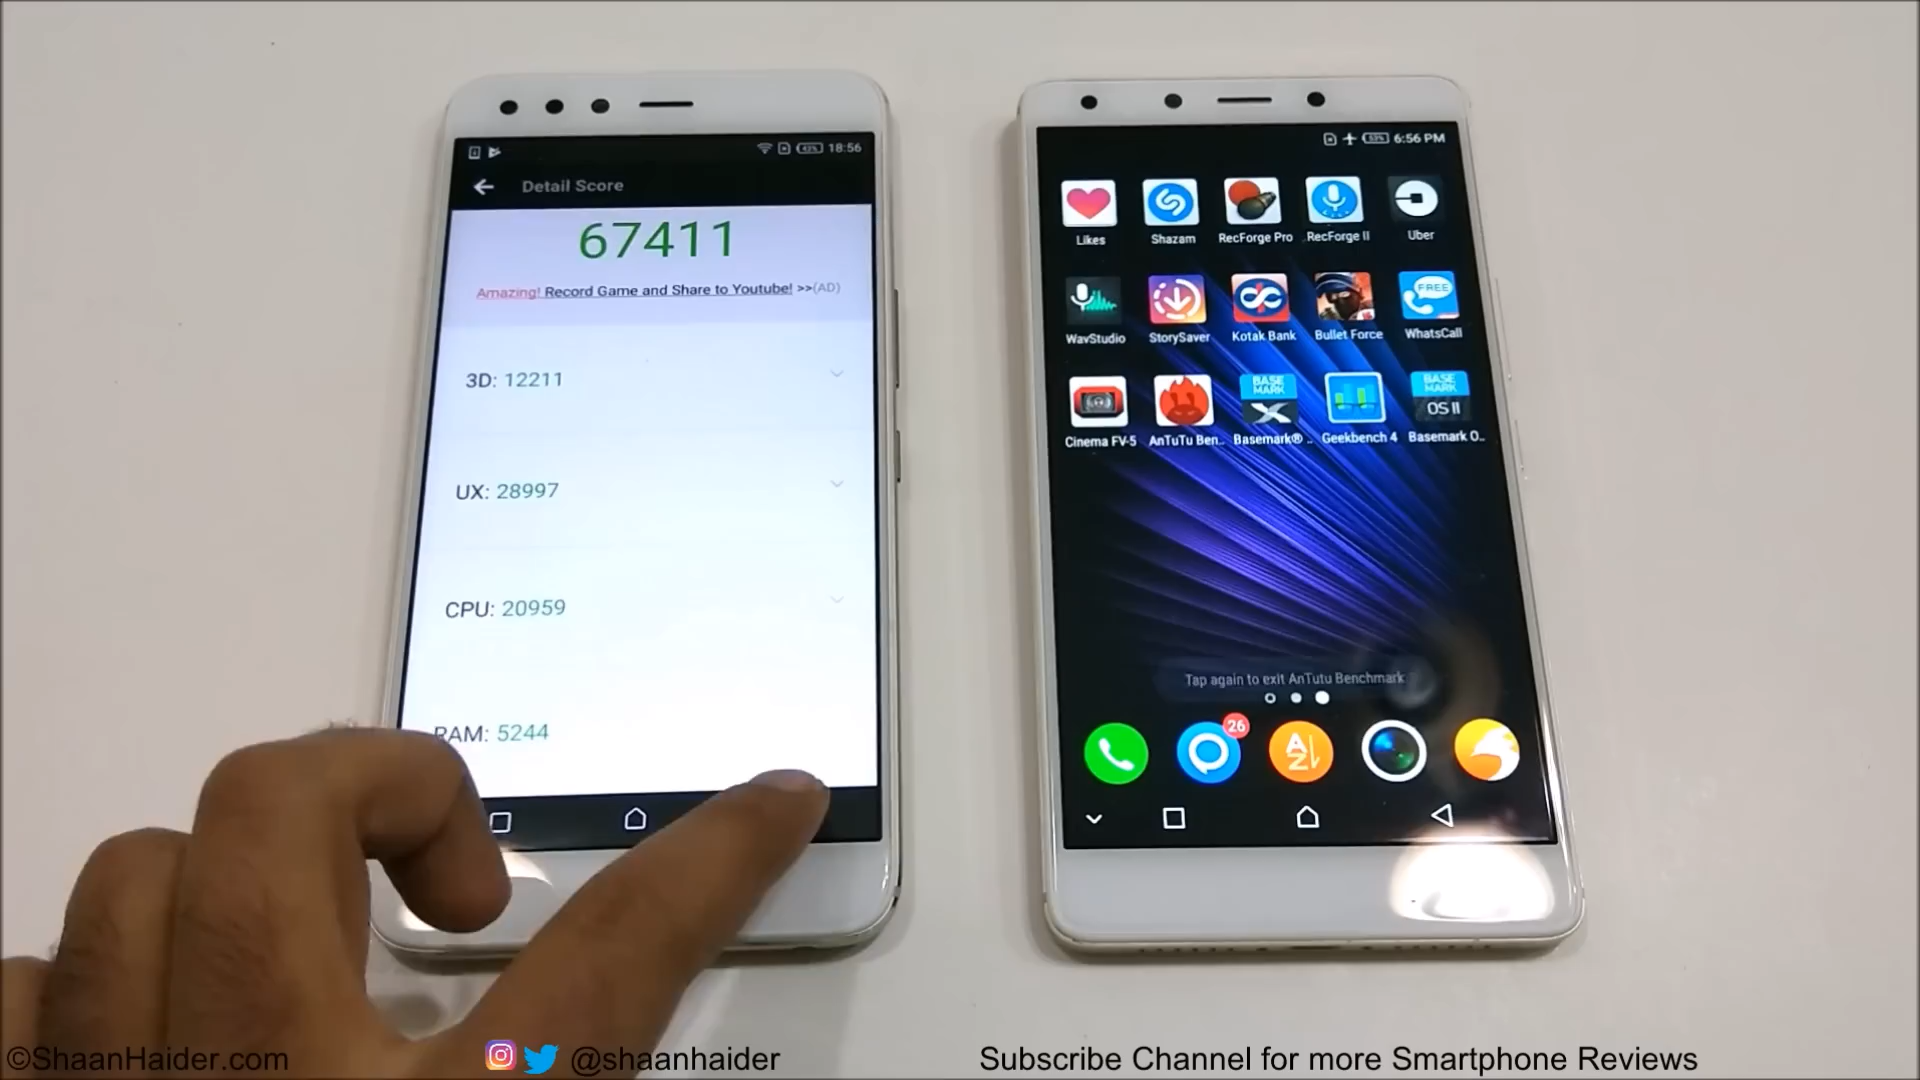 18:56
Detail Score
67411
Amazing! Record Game and Share to Youtube! >>(AD)
3D: 12211
UX: 28997
CPU: 20959
RAM: 5244
6:56 PM
Likes
Shazam
RecForge Pro
RecForge II
Uber
FREE
WavStudio
StorySaver
Kotak Bank
Bullet Force
WhatsCall
BASE
MARK
BASE
MARK
OS II
Cinema FV-5
AnTuTu Ben..
Basemark® ..
Geekbench 4
Basemark O..
Tap again to exit AnTutu Benchmark
26
A
Z
©ShaanHaider.com
@shaanhaider
Subscribe Channel for more Smartphone Reviews